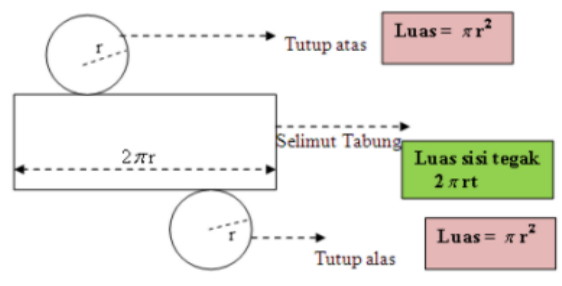 r
Tutup atas
Luas = πr²
2πr
Selimut Tabung
Luas sisi tegak
2πrt
r
Tutup alas
Luas = πr²